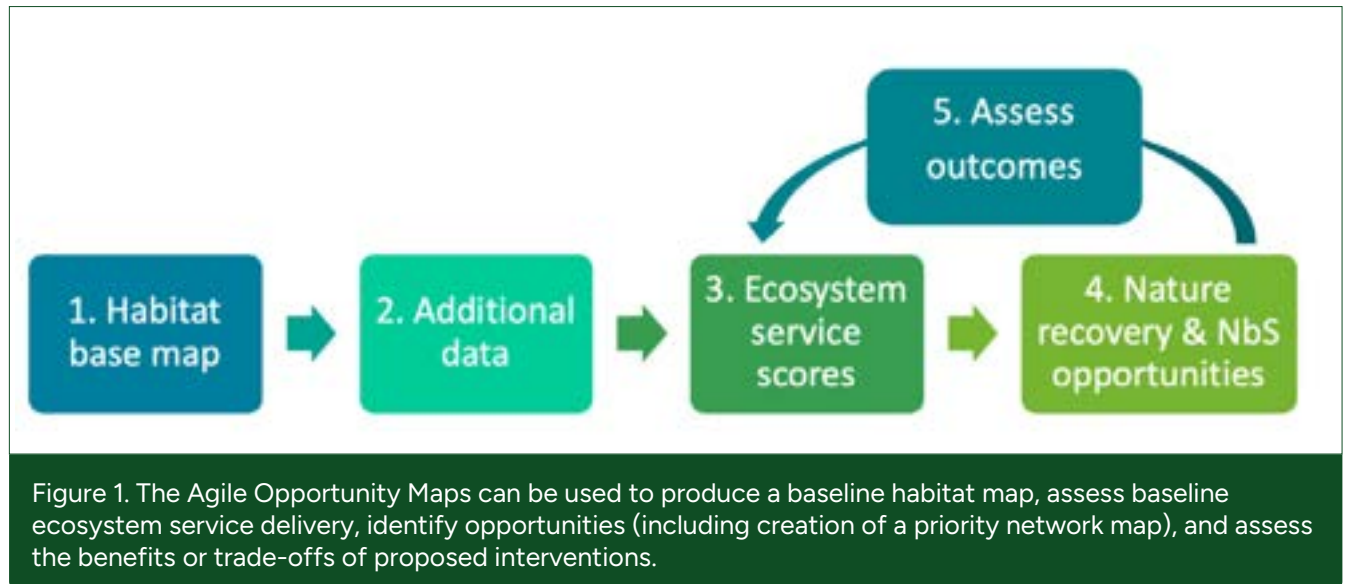 5. Assess
outcomes
1. Habitat
base map
2. Additional
data
3. Ecosystem
service
scores
4. Nature
recovery & NbS
opportunities
Figure 1. The Agile Opportunity Maps can be used to produce a baseline habitat map, assess baseline
ecosystem service delivery, identify opportunities (including creation of a priority network map), and assess
the benefits or trade-offs of proposed interventions.